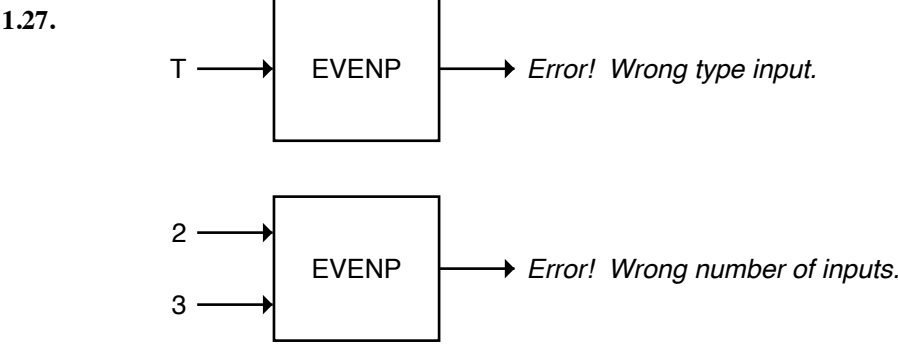 1.27.
T EVENP Error! Wrong type input.
2
EVENP Error! Wrong number of inputs.
3